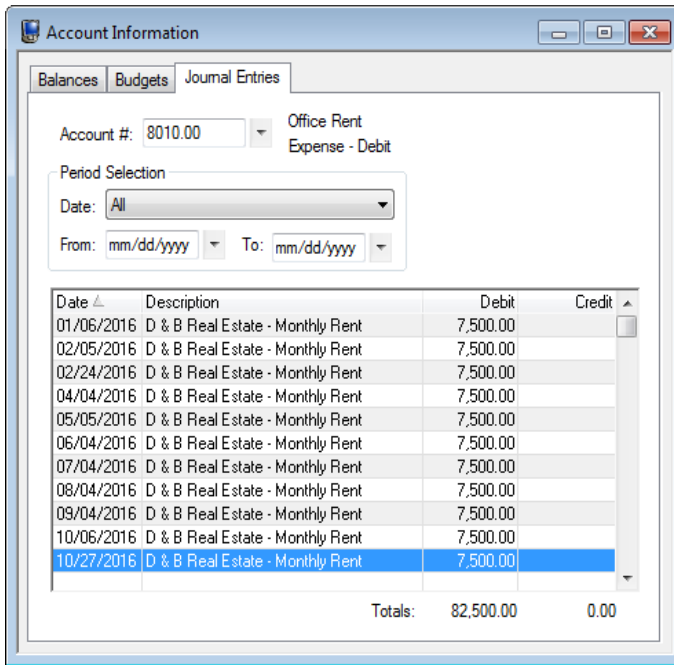 Account Information
Balances Budgets Journal Entries
Account #: 8010.00 Office Rent
Expense - Debit
Period Selection
Date: All
From: mm/dd/yyyy To: mm/dd/yyyy
Date Description Debit Credit
01/06/2016 D & B Real Estate - Monthly Rent 7,500.00
02/05/2016 D & B Real Estate - Monthly Rent 7,500.00
02/24/2016 D & B Real Estate - Monthly Rent 7,500.00
04/04/2016 D & B Real Estate - Monthly Rent 7,500.00
05/05/2016 D & B Real Estate - Monthly Rent 7,500.00
06/04/2016 D & B Real Estate - Monthly Rent 7,500.00
07/04/2016 D & B Real Estate - Monthly Rent 7,500.00
08/04/2016 D & B Real Estate - Monthly Rent 7,500.00
09/04/2016 D & B Real Estate - Monthly Rent 7,500.00
10/06/2016 D & B Real Estate - Monthly Rent 7,500.00
10/27/2016 D & B Real Estate - Monthly Rent 7,500.00
Totals: 82,500.00 0.00